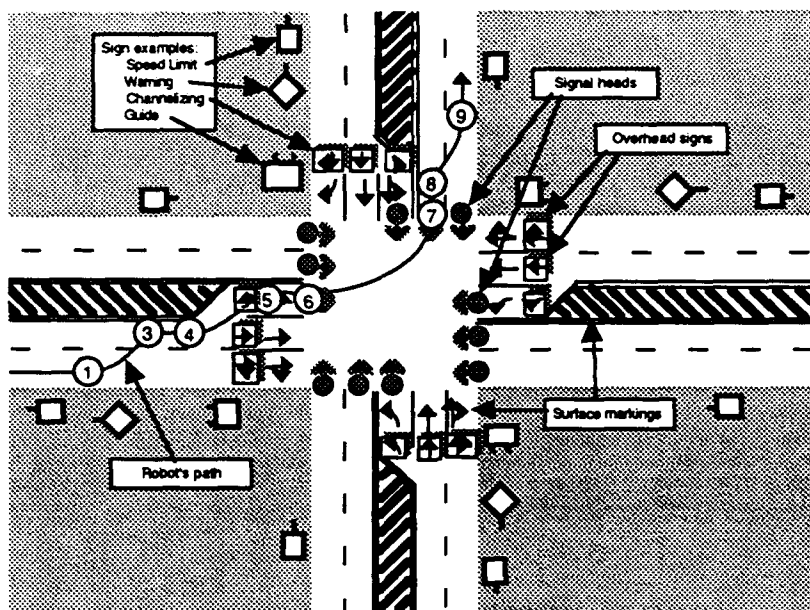 Sign examples:
Speed Limit
Warning
Channelizing
Guide
Signal heads
Overhead signs
9
8
7
5
6
3
4
1
Surface markings
Robot's path